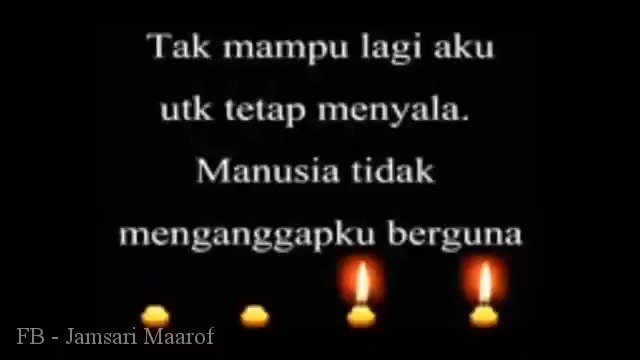 Tak mampu lagi aku
utk tetap menyala.
Manusia tidak
menganggapku berguna
FB - Jamsari Maarof